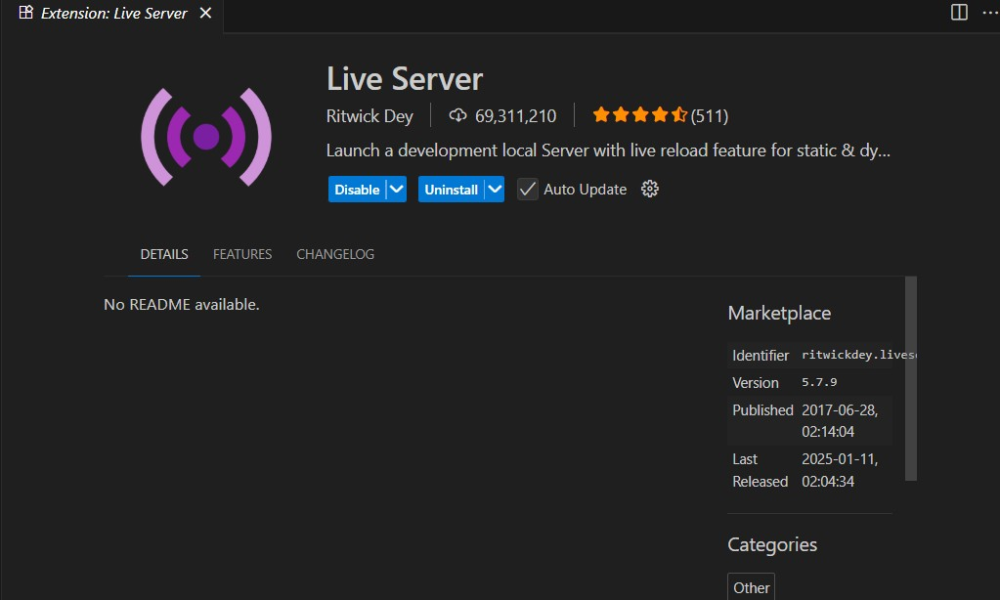 Extension: Live Server
Live Server
Ritwick Dey 69,311,210 (511)
Launch a development local Server with live reload feature for static & dy...
Disable Uninstall Auto Update
DETAILS FEATURES CHANGELOG
No README available.
Marketplace
Identifier ritwickdey.livese
Version 5.7.9
Published 2017-06-28,
02:14:04
Last 2025-01-11,
Released 02:04:34
Categories
Other